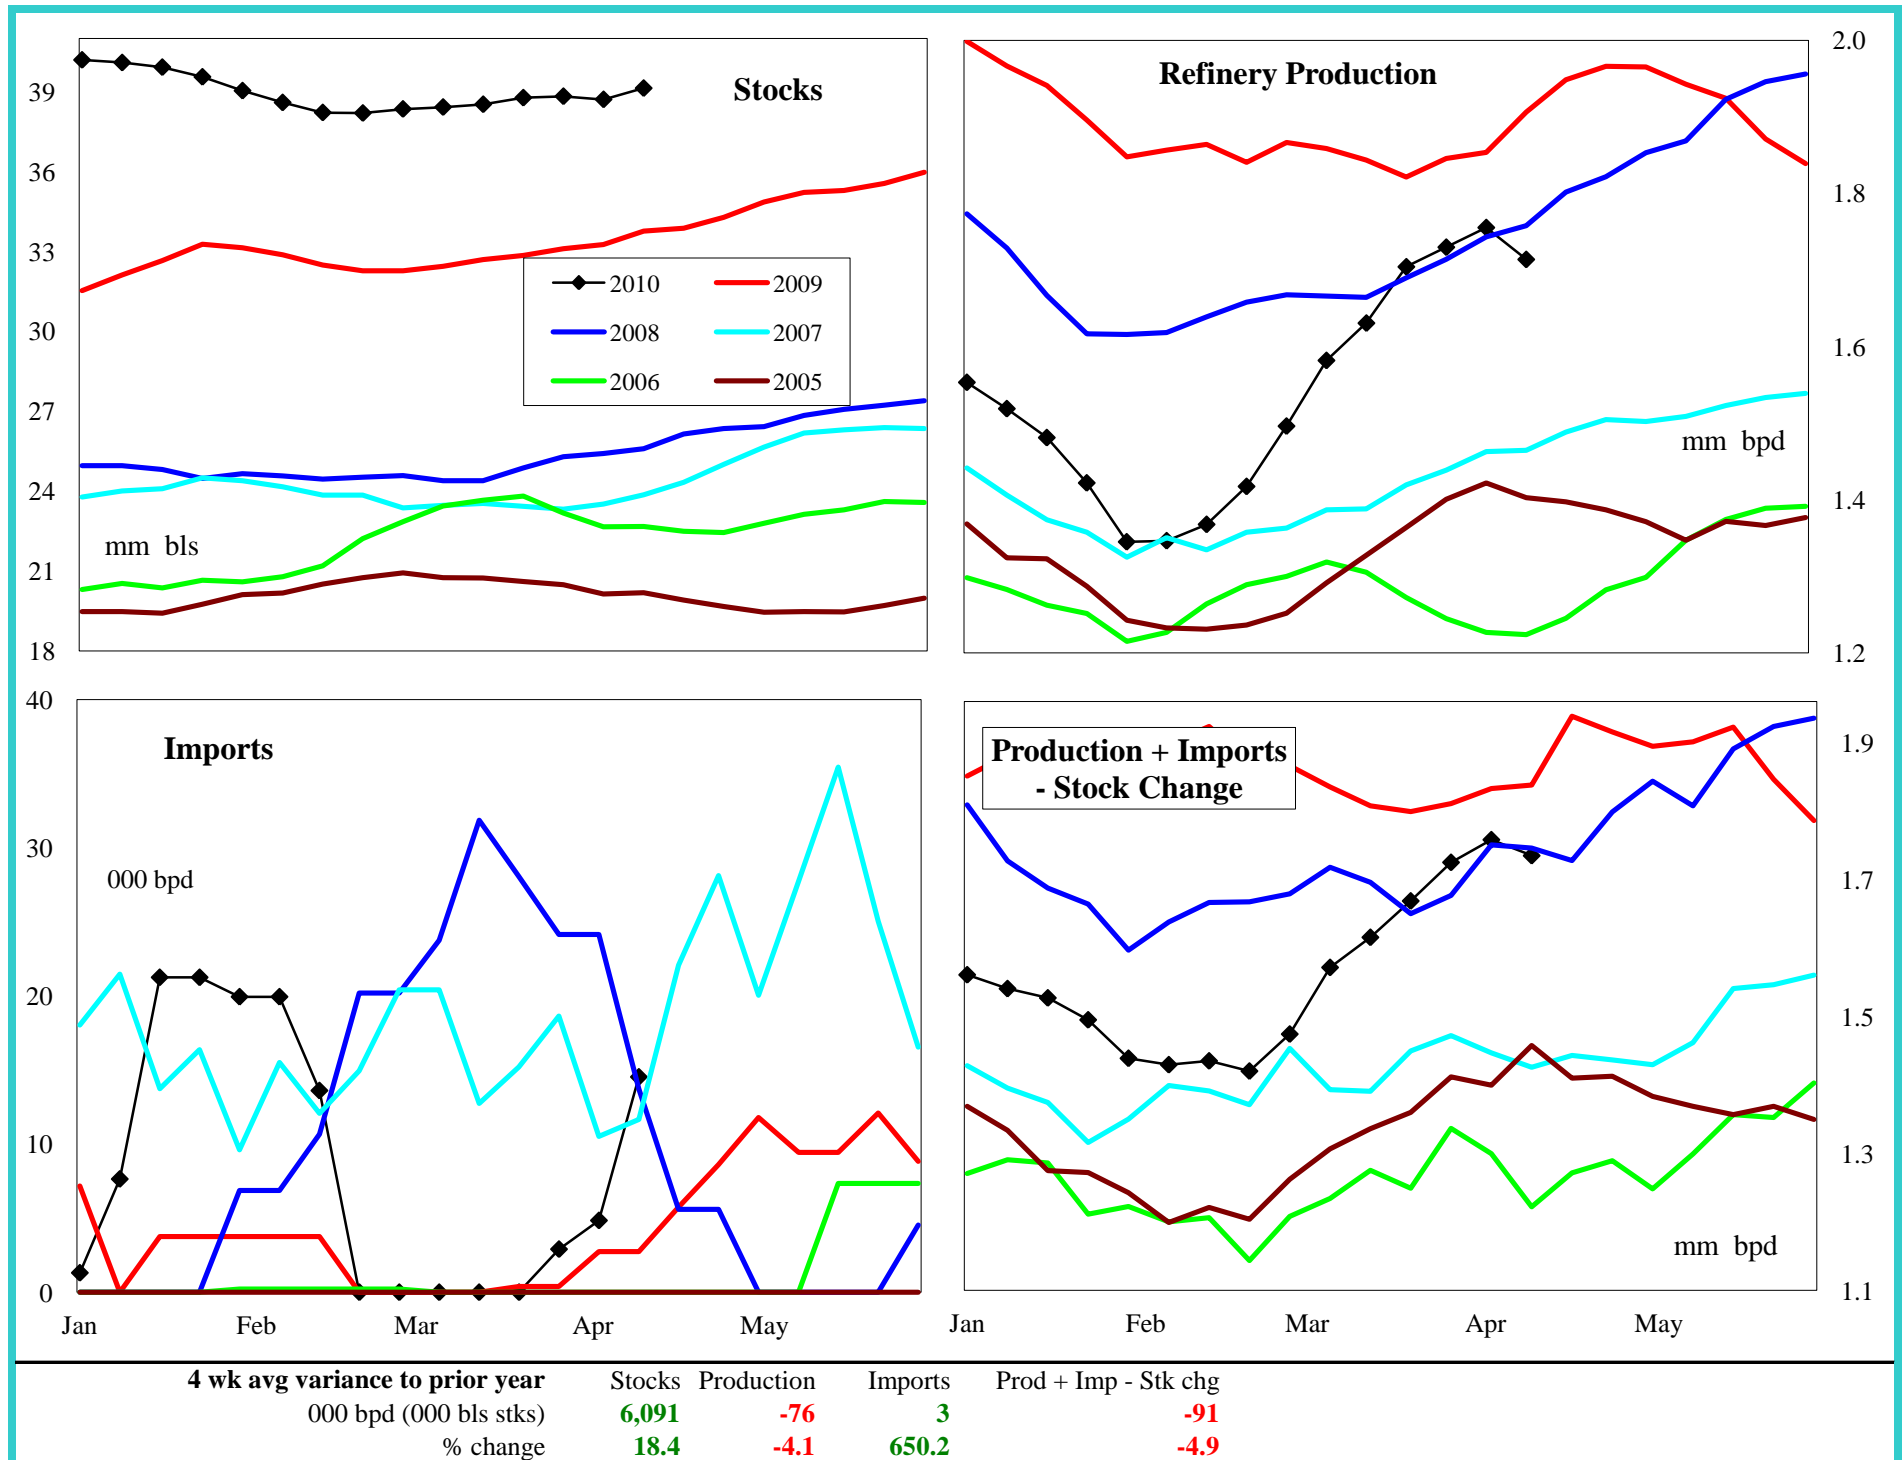 Stocks
39
36
33
30
27
24
21
18
mm bls
2010
2009
2008
2007
2006
2005
Refinery Production
2.0
1.8
1.6
1.4
1.2
mm bpd
Imports
40
30
20
10
0
000 bpd
Jan Feb Mar Apr May
Production + Imports
- Stock Change
1.9
1.7
1.5
1.3
1.1
mm bpd
Jan Feb Mar Apr May
4 wk avg variance to prior year Stocks Production Imports Prod + Imp - Stk chg
000 bpd (000 bls stks) 6,091 -76 3 -91
% change 18.4 -4.1 650.2 -4.9